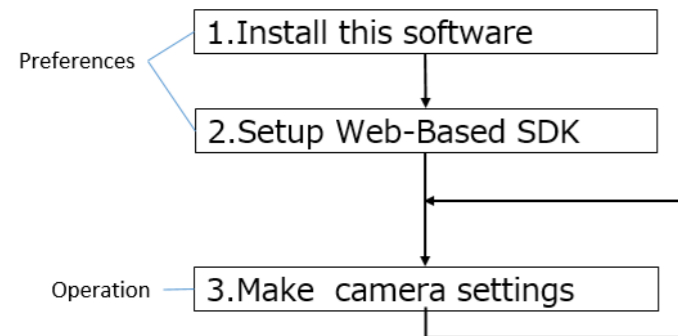 1.Install this software
Preferences
2.Setup Web-Based SDK
Operation
3.Make  camera settings